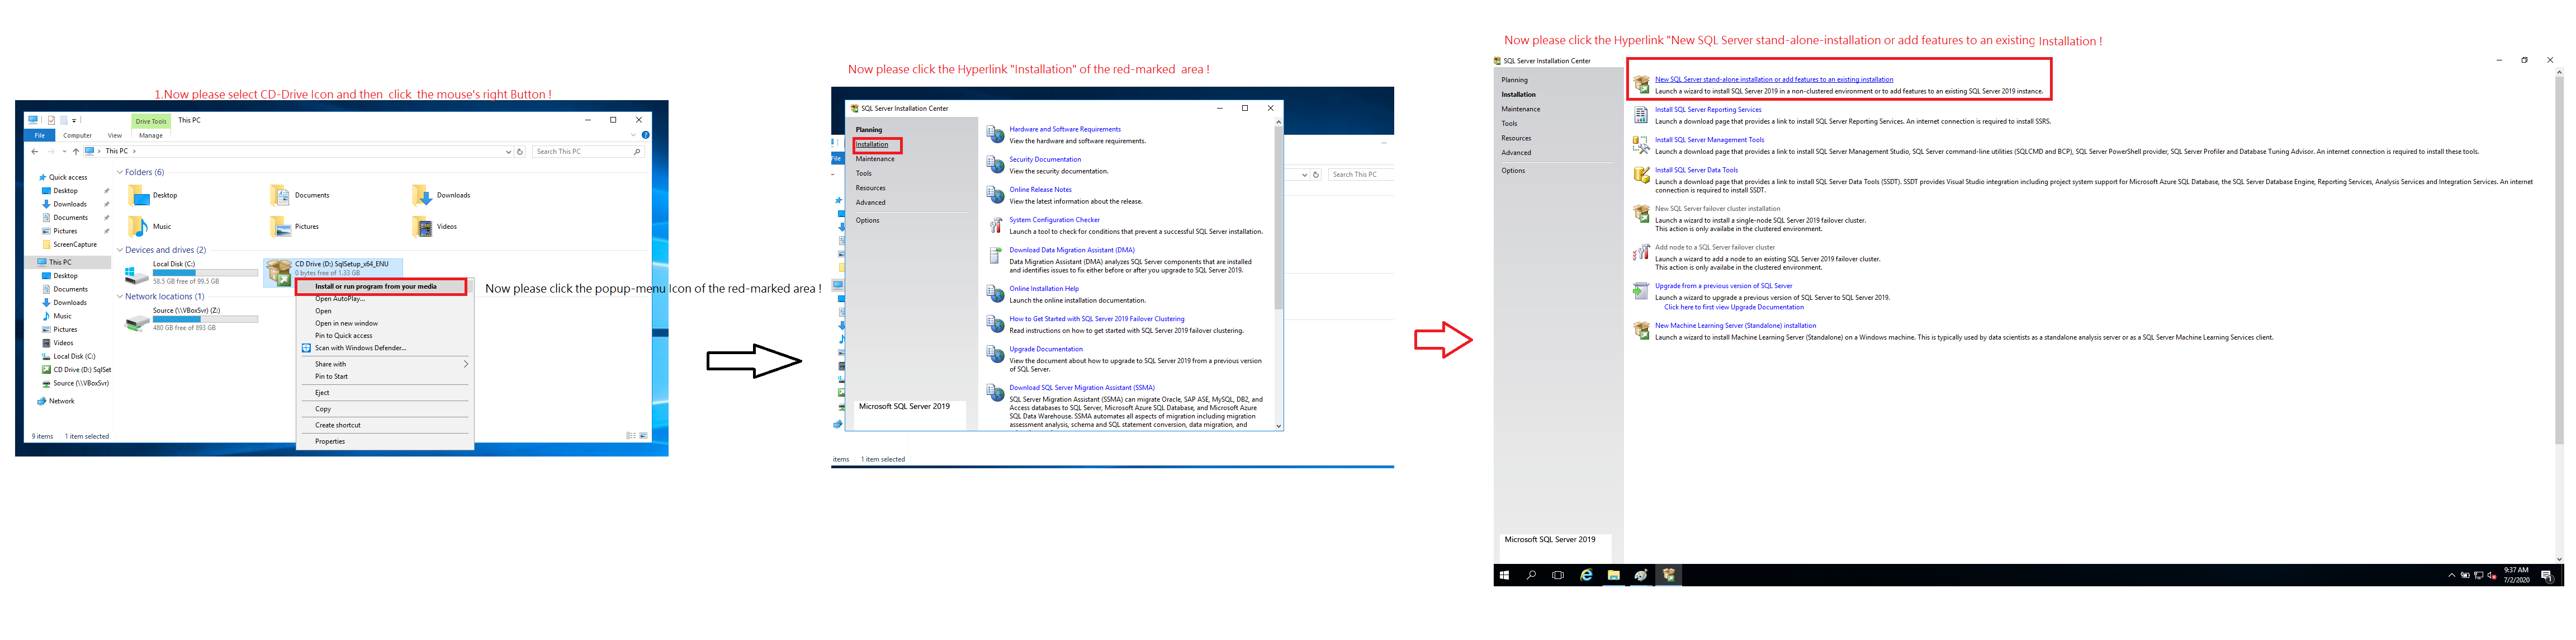 1.Now please select CD-Drive Icon and then click the mouse's right Button !
Drive Tools
This PC
File
Computer
View
Manage
This PC
Search This PC
Quick access
Desktop
Downloads
Documents
Pictures
ScreenCapture
This PC
Desktop
Documents
Downloads
Music
Pictures
Videos
Local Disk (C:)
CD Drive (D:) SqlSet
Source (\\VBoxSvr)
Network
Folders (6)
Desktop
Documents
Downloads
Music
Pictures
Videos
Devices and drives (2)
Local Disk (C:)
58.5 GB free of 99.5 GB
CD Drive (D:) SqlSetup_x64_ENU
0 bytes free of 1.33 GB
Network locations (1)
Source (\\VBoxSvr) (Z:)
480 GB free of 893 GB
Install or run program from your media
Open AutoPlay...
Open
Open in new window
Pin to Quick access
Scan with Windows Defender...
Share with
Pin to Start
Eject
Copy
Create shortcut
Properties
9 items 1 item selected
Now please click the popup-menu Icon of the red-marked area !
Now please click the Hyperlink "Installation" of the red-marked area !
SQL Server Installation Center
File
Search This PC
Planning
Installation
Maintenance
Tools
Resources
Advanced
Options
Microsoft SQL Server 2019
Hardware and Software Requirements
View the hardware and software requirements.
Security Documentation
View the security documentation.
Online Release Notes
View the latest information about the release.
System Configuration Checker
Launch a tool to check for conditions that prevent a successful SQL Server installation.
Download Data Migration Assistant (DMA)
Data Migration Assistant (DMA) analyzes SQL Server components that are installed
and identifies issues to fix either before or after you upgrade to SQL Server 2019.
Online Installation Help
Launch the online installation documentation.
How to Get Started with SQL Server 2019 Failover Clustering
Read instructions on how to get started with SQL Server 2019 failover clustering.
Upgrade Documentation
View the document about how to upgrade to SQL Server 2019 from a previous version
of SQL Server.
Download SQL Server Migration Assistant (SSMA)
SQL Server Migration Assistant (SSMA) can migrate Oracle, SAP ASE, MySQL, DB2, and
Access databases to SQL Server, Microsoft Azure SQL Database, and Microsoft Azure
SQL Data Warehouse. SSMA automates all aspects of migration including migration
assessment analysis, schema and SQL statement conversion, data migration, and
items 1 item selected
Now please click the Hyperlink "New SQL Server stand-alone-installation or add features to an existing Installation !
SQL Server Installation Center
Planning
Installation
Maintenance
Tools
Resources
Advanced
Options
Microsoft SQL Server 2019
New SQL Server stand-alone installation or add features to an existing installation
Launch a wizard to install SQL Server 2019 in a non-clustered environment or to add features to an existing SQL Server 2019 instance.
Install SQL Server Reporting Services
Launch a download page that provides a link to install SQL Server Reporting Services. An internet connection is required to install SSRS.
Install SQL Server Management Tools
Launch a download page that provides a link to install SQL Server Management Studio, SQL Server command-line utilities (SQLCMD and BCP), SQL Server PowerShell provider, SQL Server Profiler and Database Tuning Advisor. An internet connection is required to install these tools.
Install SQL Server Data Tools
Launch a download page that provides a link to install SQL Server Data Tools (SSDT). SSDT provides Visual Studio integration including project system support for Microsoft Azure SQL Database, the SQL Server Database Engine, Reporting Services, Analysis Services and Integration Services. An internet
connection is required to install SSDT.
New SQL Server failover cluster installation
Launch a wizard to install a single-node SQL Server 2019 failover cluster.
This action is only availabe in the clustered environment.
Add node to a SQL Server failover cluster
Launch a wizard to add a node to an existing SQL Server 2019 failover cluster.
This action is only availabe in the clustered environment.
Upgrade from a previous version of SQL Server
Launch a wizard to upgrade a previous version of SQL Server to SQL Server 2019.
Click here to first view Upgrade Documentation
New Machine Learning Server (Standalone) installation
Launch a wizard to install Machine Learning Server (Standalone) on a Windows machine. This is typically used by data scientists as a standalone analysis server or as a SQL Server Machine Learning Services client.
9:37 AM
7/2/2020